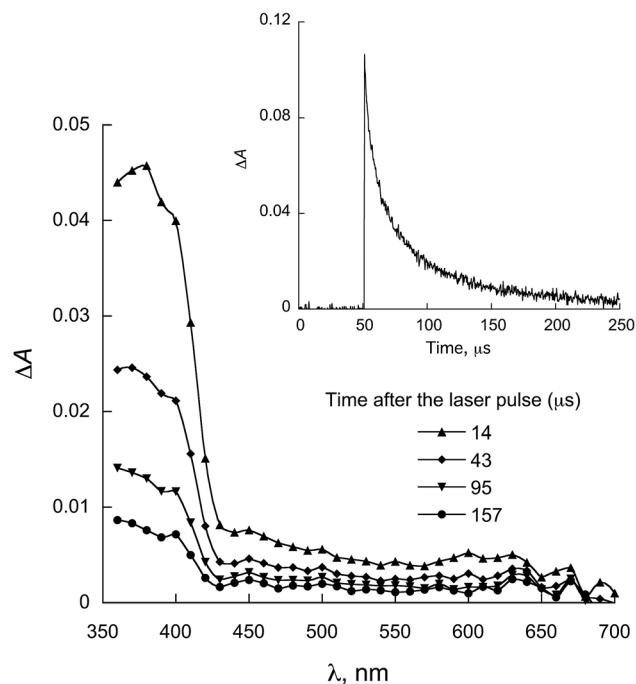 0.12
0.08
0.04
0
ΔA
0 50 100 150 200 250
Time, μs
0.05
0.04
0.03
0.02
0.01
0
ΔA
Time after the laser pulse (μs)
14
43
95
157
350 400 450 500 550 600 650 700
λ, nm